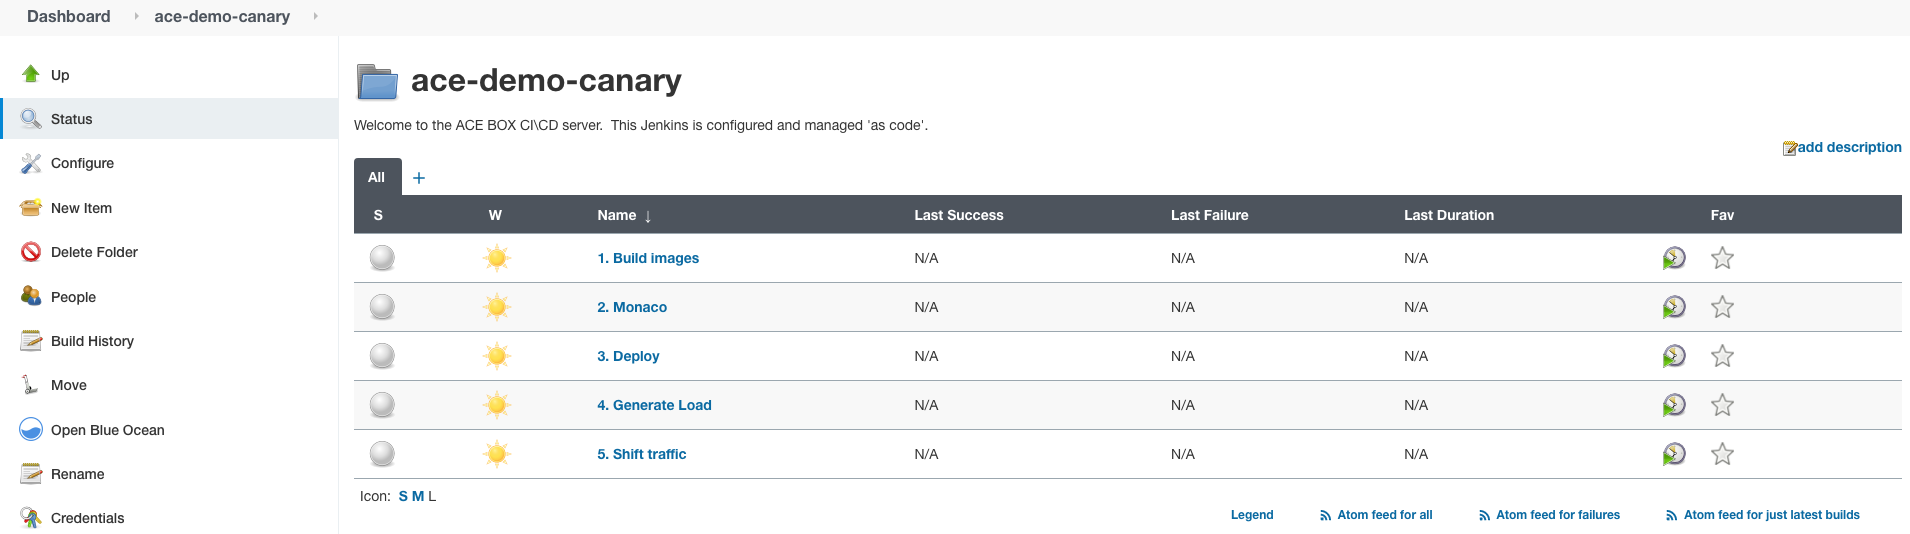 Dashboard ace-demo-canary
Up
Status
Configure
New Item
Delete Folder
People
Build History
Move
Open Blue Ocean
Rename
Credentials
ace-demo-canary
Welcome to the ACE BOX CI\CD server. This Jenkins is configured and managed 'as code'.
add description
All +
S W Name ↓ Last Success Last Failure Last Duration Fav
1. Build images N/A N/A N/A
2. Monaco N/A N/A N/A
3. Deploy N/A N/A N/A
4. Generate Load N/A N/A N/A
5. Shift traffic N/A N/A N/A
Icon: S M L
Legend Atom feed for all Atom feed for failures Atom feed for just latest builds